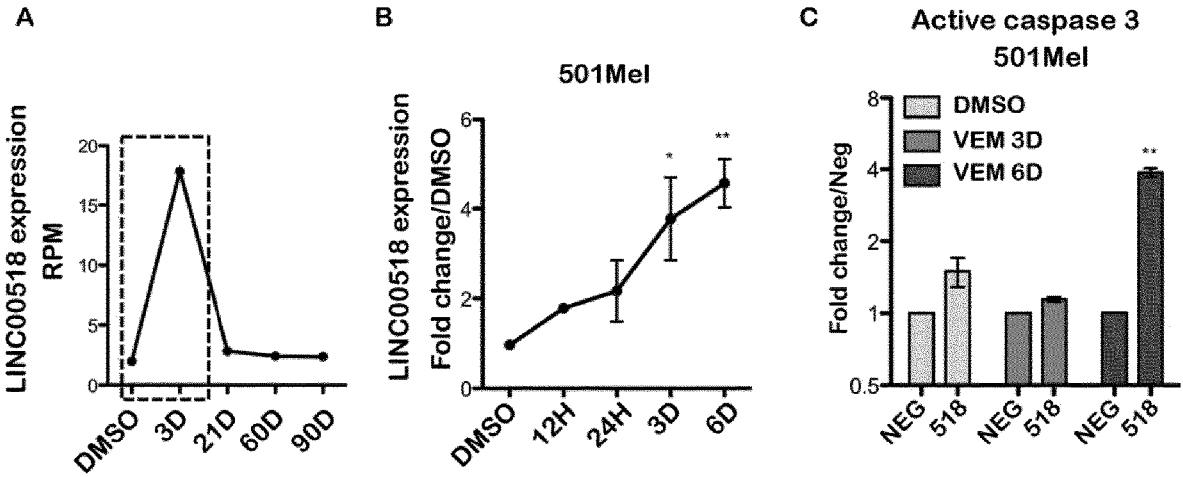 A
LINC00518 expression
RPM
20
15
10
5
0
DMSO
3D
21D
60D
90D
B
501Mel
LINC00518 expression
Fold change/DMSO
6
4
2
0
*
**
DMSO
12H
24H
3D
6D
C
Active caspase 3
501Mel
Fold change/Neg
8
4
2
1
0.5
DMSO
VEM 3D
VEM 6D
**
NEG
518
NEG
518
NEG
518